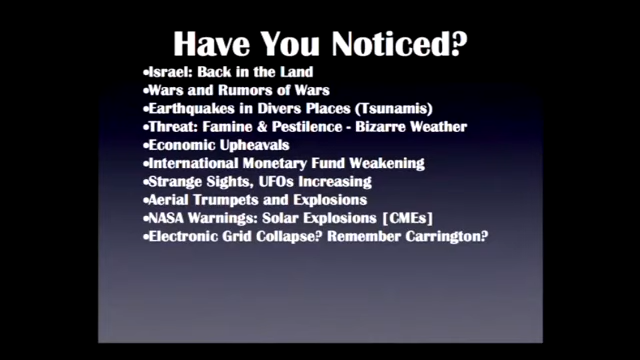 Have You Noticed?
•Israel: Back in the Land
•Wars and Rumors of Wars
•Earthquakes in Divers Places (Tsunamis)
•Threat: Famine & Pestilence - Bizarre Weather
•Economic Upheavals
•International Monetary Fund Weakening
•Strange Sights, UFOs Increasing
•Aerial Trumpets and Explosions
•NASA Warnings: Solar Explosions [CMEs]
•Electronic Grid Collapse? Remember Carrington?